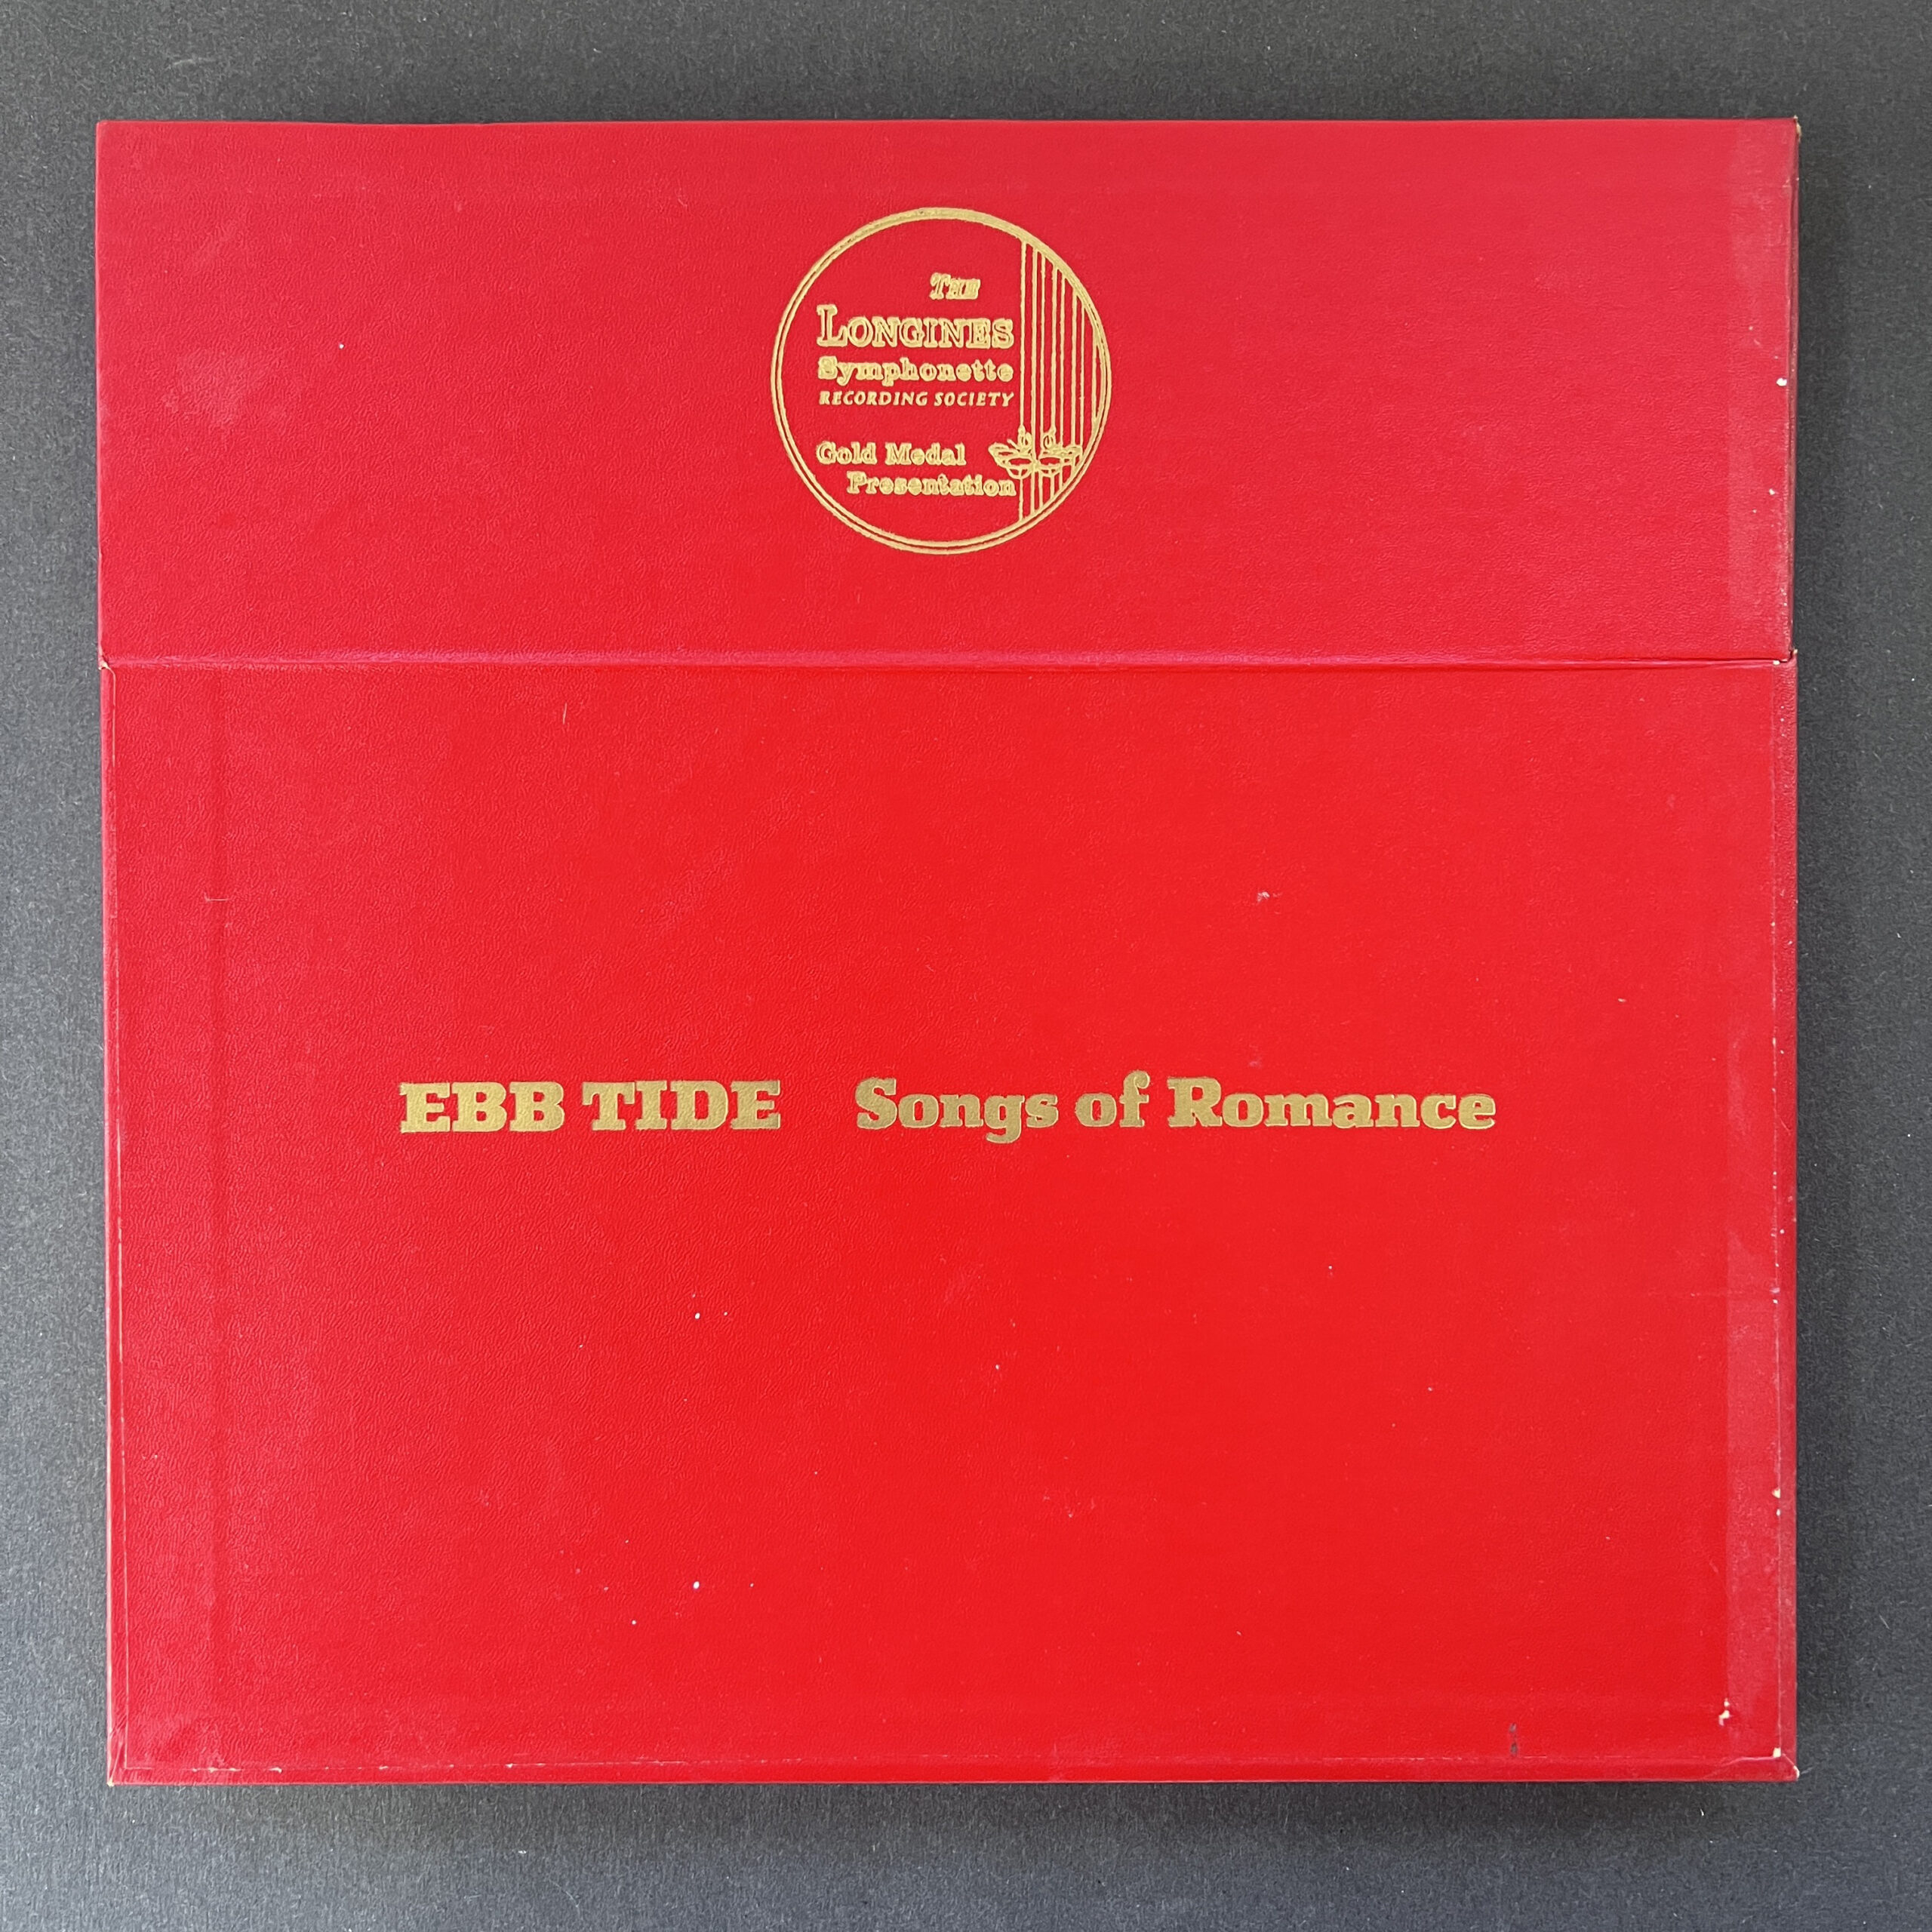 THE
LONGINES
Symphonette
RECORDING SOCIETY
Gold Medal
Presentation
EBB TIDE Songs of Romance